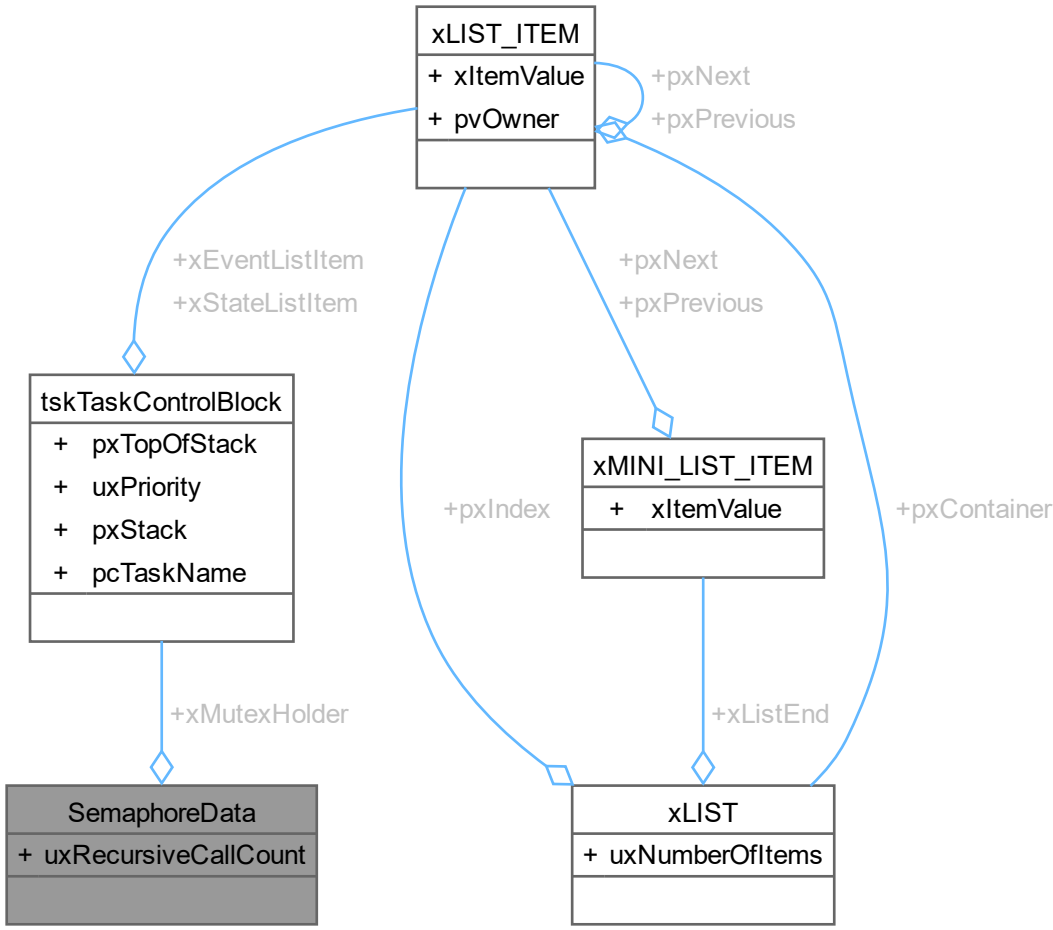 xLIST_ITEM
+ xItemValue
+ pvOwner
+pxNext
+pxPrevious
+xEventListItem
+xStateListItem
+pxNext
+pxPrevious
tskTaskControlBlock
+ pxTopOfStack
+ uxPriority
+ pxStack
+ pcTaskName
xMINI_LIST_ITEM
+ xItemValue
+pxIndex
+pxContainer
+xMutexHolder
+xListEnd
SemaphoreData
+ uxRecursiveCallCount
xLIST
+ uxNumberOfItems